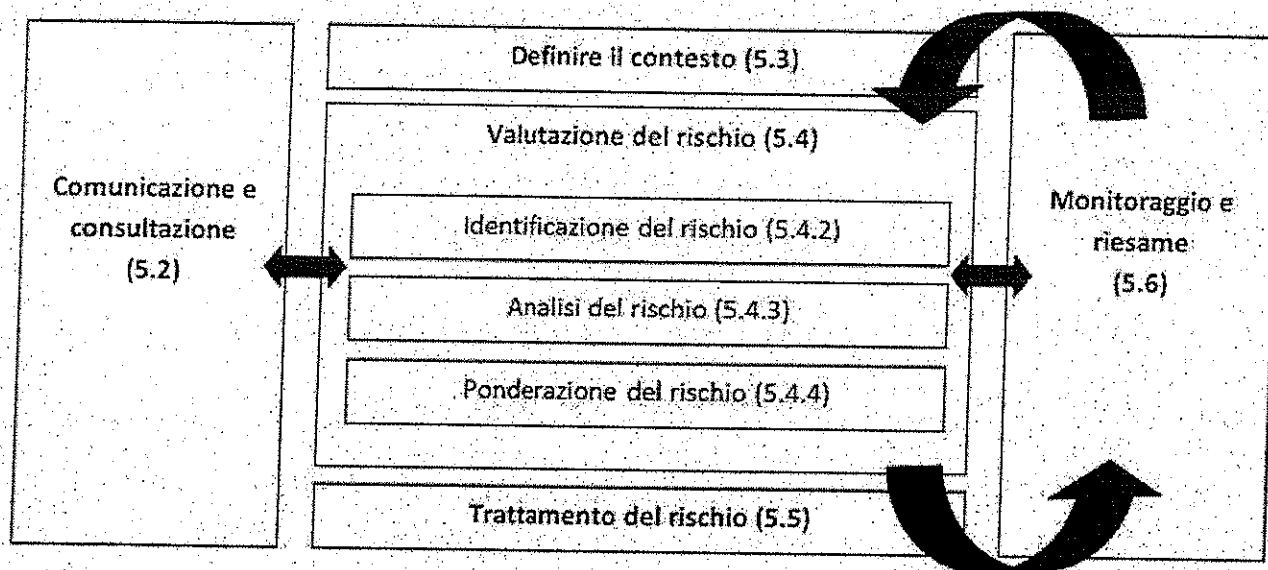 Definire il contesto (5.3)
Valutazione del rischio (5.4)
Comunicazione e
consultazione
(5.2)
Identificazione del rischio (5.4.2)
Analisi del rischio (5.4.3)
Ponderazione del rischio (5.4.4)
Trattamento del rischio (5.5)
Monitoraggio e
riesame
(5.6)